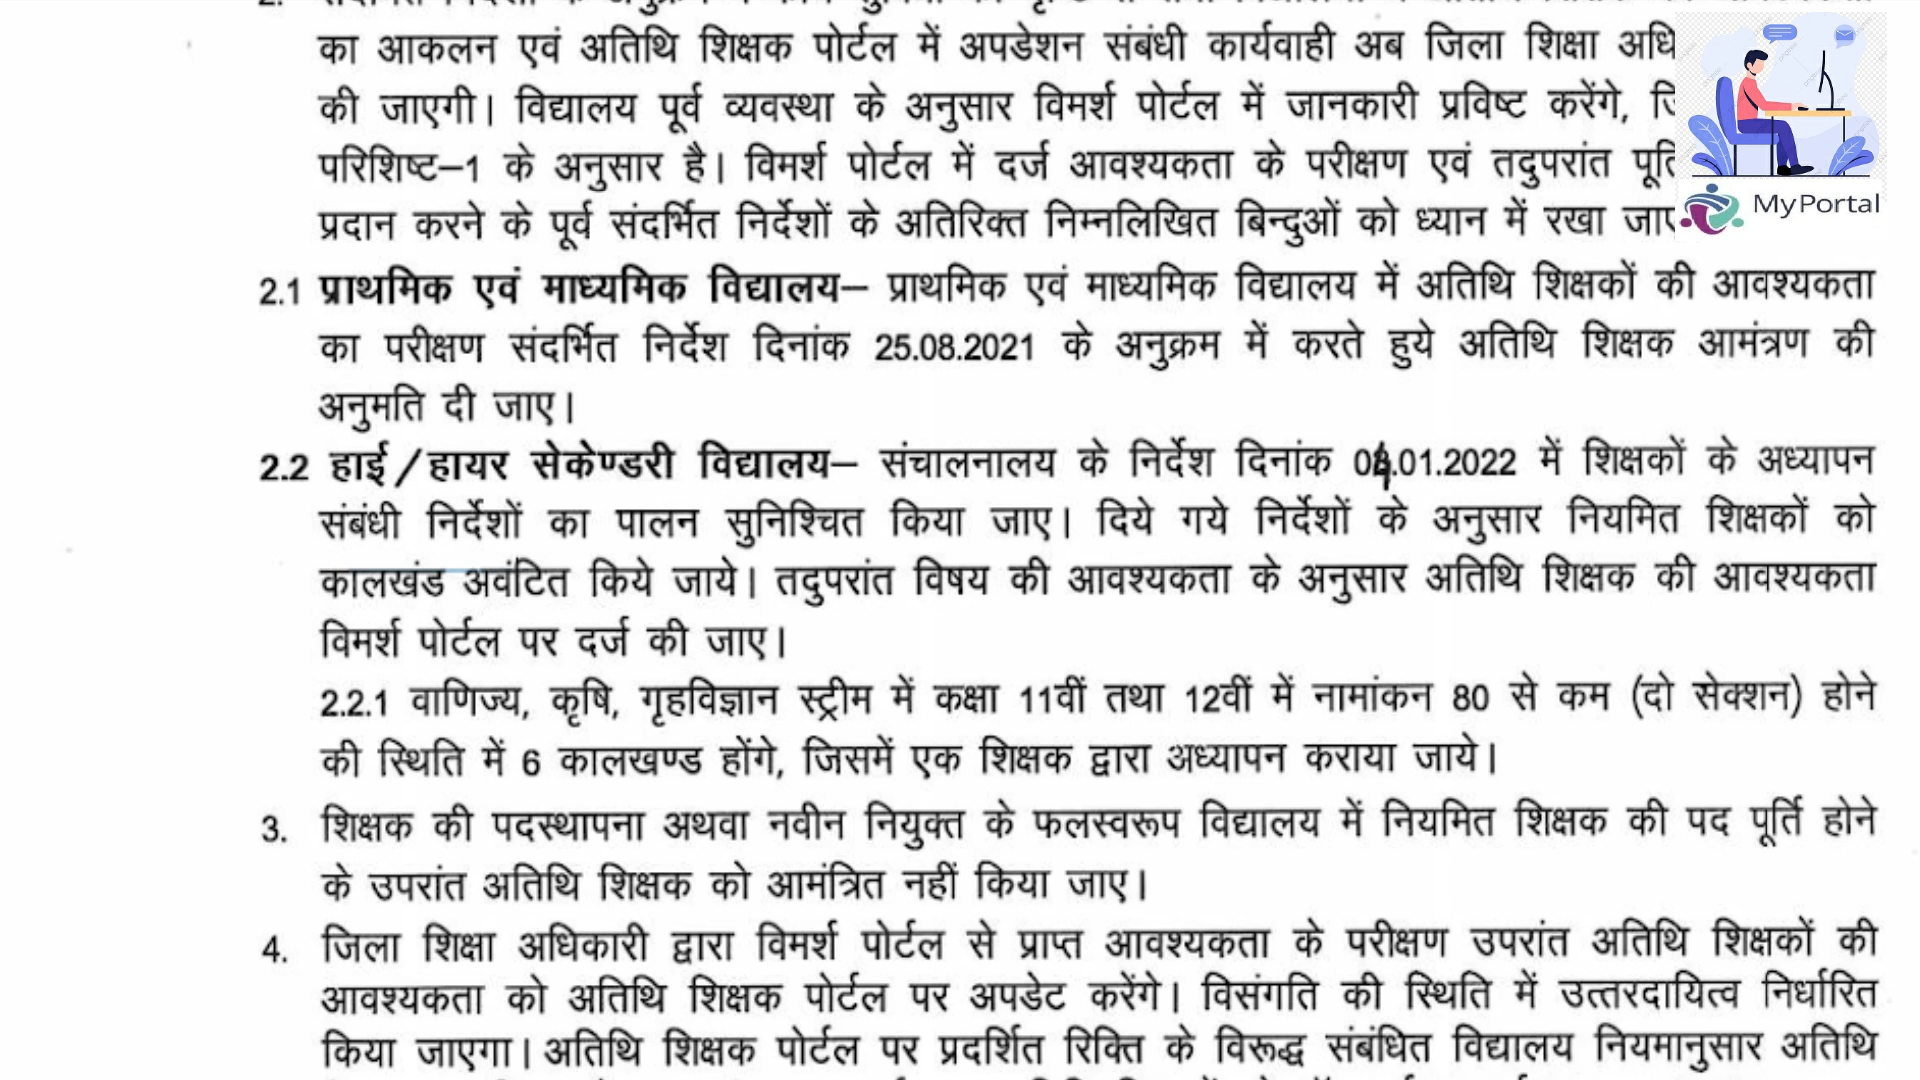 का आकलन एवं अतिथि शिक्षक पोर्टल में अपडेशन संबंधी कार्यवाही अब जिला शिक्षा
की जाएगी। विद्यालय पूर्व व्यवस्था के अनुसार विमर्श पोर्टल में जानकारी प्रविष्ट करेंगे,
परिशिष्ट–1 के अनुसार है। विमर्श पोर्टल में दर्ज आवश्यकता के परीक्षण एवं तदुपरांत
प्रदान करने के पूर्व संदर्भित निर्देशों के अतिरिक्त निम्नलिखित बिन्दुओं को ध्यान में रखा
MyPortal
2.1 प्राथमिक एवं माध्यमिक विद्यालय– प्राथमिक एवं माध्यमिक विद्यालय में अतिथि शिक्षकों की आवश्यकता
का परीक्षण संदर्भित निर्देश दिनांक 25.08.2021 के अनुक्रम में करते हुये अतिथि शिक्षक आमंत्रण की
अनुमति दी जाए।
2.2 हाई/हायर सेकेण्डरी विद्यालय– संचालनालय के निर्देश दिनांक 04.01.2022 में शिक्षकों के अध्यापन
संबंधी निर्देशों का पालन सुनिश्चित किया जाए। दिये गये निर्देशों के अनुसार नियमित शिक्षकों को
कालखंड अवंटित किये जाये। तदुपरांत विषय की आवश्यकता के अनुसार अतिथि शिक्षक की आवश्यकता
विमर्श पोर्टल पर दर्ज की जाए।
2.2.1 वाणिज्य, कृषि, गृहविज्ञान स्ट्रीम में कक्षा 11वीं तथा 12वीं में नामांकन 80 से कम (दो सेक्शन) होने
की स्थिति में 6 कालखण्ड होंगे, जिसमें एक शिक्षक द्वारा अध्यापन कराया जाये।
3. शिक्षक की पदस्थापना अथवा नवीन नियुक्त के फलस्वरूप विद्यालय में नियमित शिक्षक की पद पूर्ति होने
के उपरांत अतिथि शिक्षक को आमंत्रित नहीं किया जाए।
4. जिला शिक्षा अधिकारी द्वारा विमर्श पोर्टल से प्राप्त आवश्यकता के परीक्षण उपरांत अतिथि शिक्षकों की
आवश्यकता को अतिथि शिक्षक पोर्टल पर अपडेट करेंगे। विसंगति की स्थिति में उत्तरदायित्व निर्धारित
किया जाएगा। अतिथि शिक्षक पोर्टल पर प्रदर्शित रिक्ति के विरूद्ध संबंधित विद्यालय नियमानुसार अतिथि